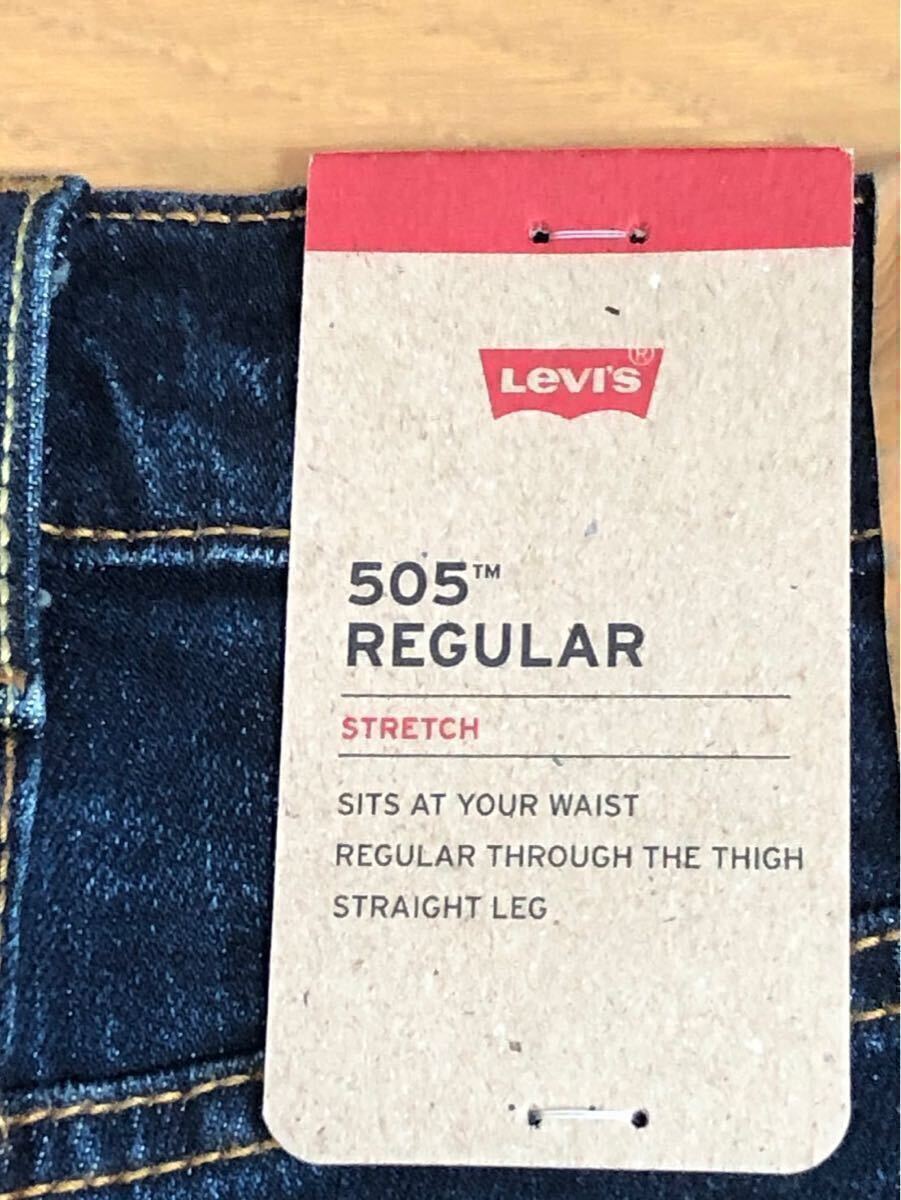 Levi's®
505™
REGULAR
STRETCH
SITS AT YOUR WAIST
REGULAR THROUGH THE THIGH
STRAIGHT LEG